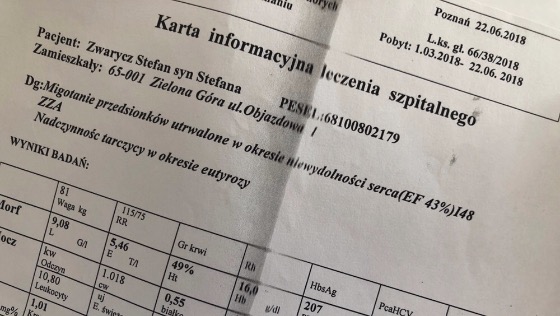 Poznań 22.06.2018
L.ks. gł. 66/38/2018
Pobyt: 1.03.2018- 22.06. 2018
Karta informacyjna leczenia szpitalnego
Pacjent: Zwarycz Stefan syn Stefana PESEL:68100802179
Zamieszkały: 65-001 Zielona Góra ul.Objazdowa /
Dg:Migotanie przedsionków utrwalone w okresie niewydolności serca(EF 43%)I48
ZZA
Nadczynność tarczycy w okresie eutyrozy
WYNIKI BADAŃ:
81 115/75
Waga kg RR Gr krwi Rh HbsAg PcaHCV
Morf 9,08 5,46 49% 16,0 207
L G/l E T/l Ht Hb g/dl
kw 1.018 0,55
Odczyn cw
10,80 uj
Leukocyty
1,01
mg%